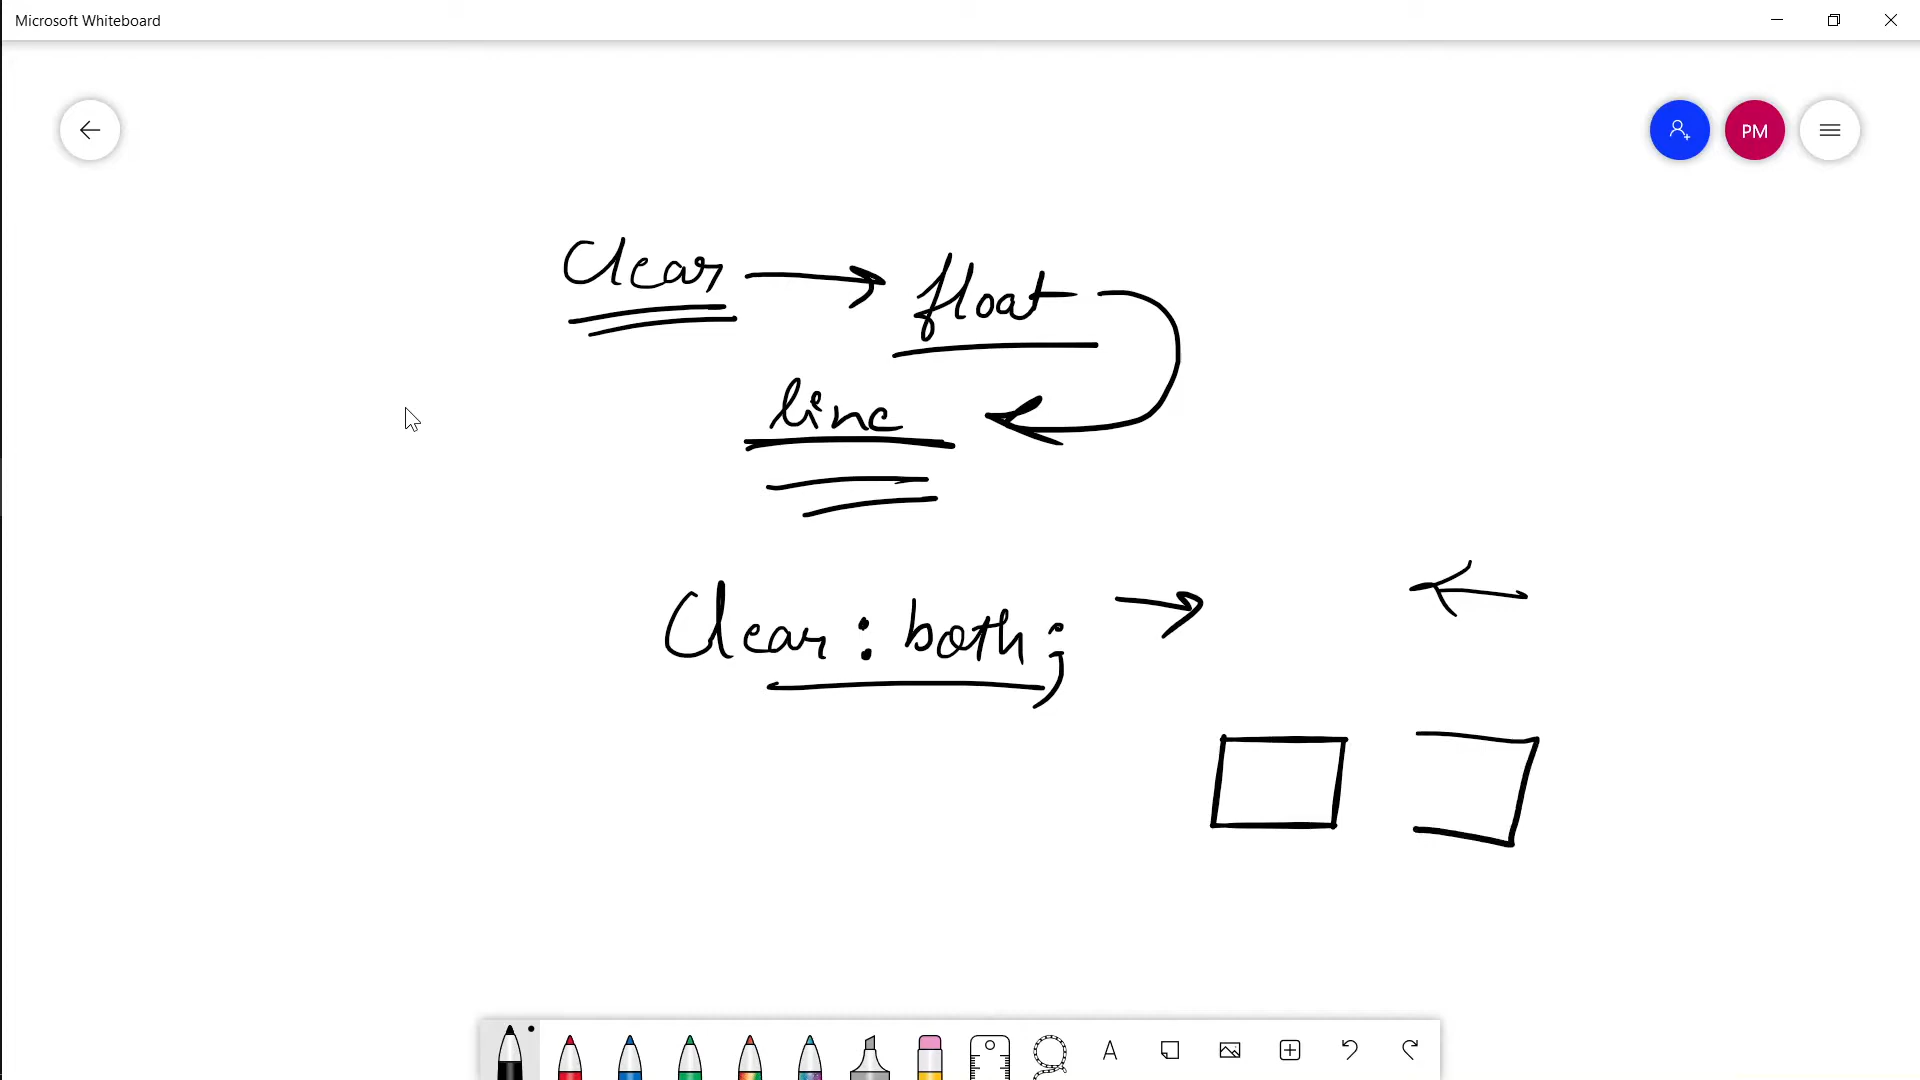 Microsoft Whiteboard
PM
Clear → float
line
Clear : both ;
A